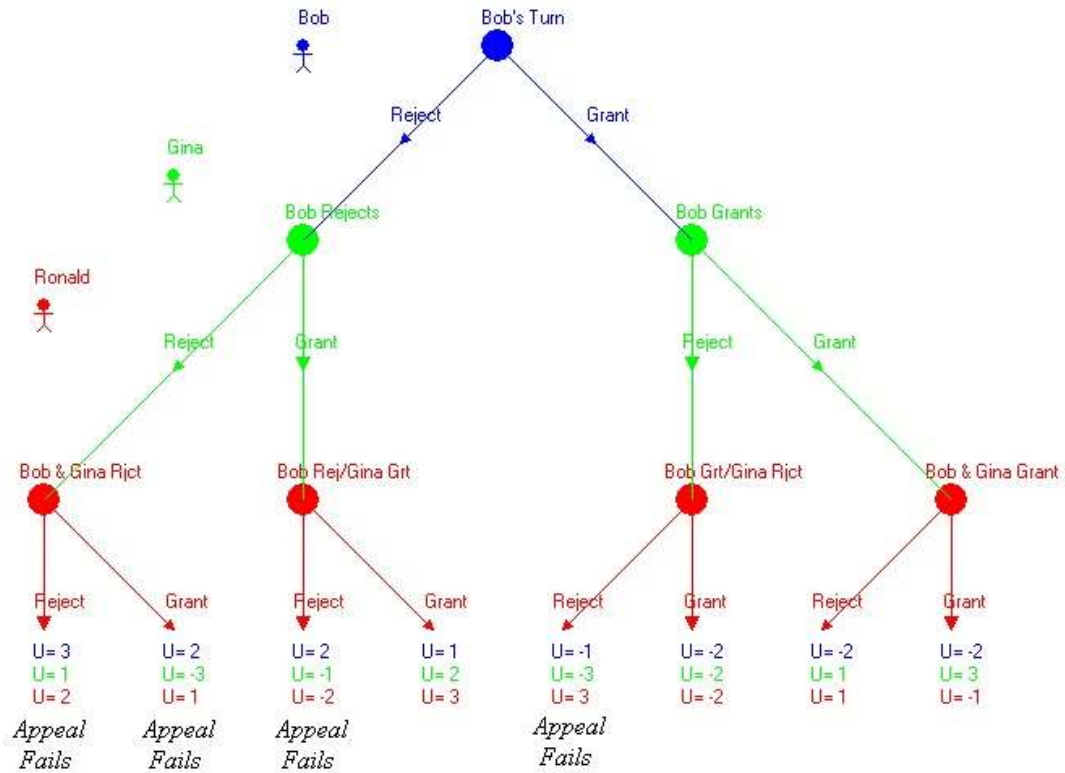 Bob
Bob's Turn
Reject
Grant
Gina
Bob Rejects
Bob Grants
Ronald
Reject
Grant
Reject
Grant
Bob & Gina Rjct
Bob Rej/Gina Grt
Bob Grt/Gina Rjct
Bob & Gina Grant
Reject
Grant
Reject
Grant
Reject
Grant
Reject
Grant
U= 3
U= 2
U= 2
U= 1
U= -1
U= -2
U= -2
U= -2
U= 1
U= -3
U= -1
U= 2
U= -3
U= -2
U= 1
U= 3
U= 2
U= 1
U= -2
U= 3
U= 3
U= -2
U= 1
U= -1
Appeal
Fails
Appeal
Fails
Appeal
Fails
Appeal
Fails